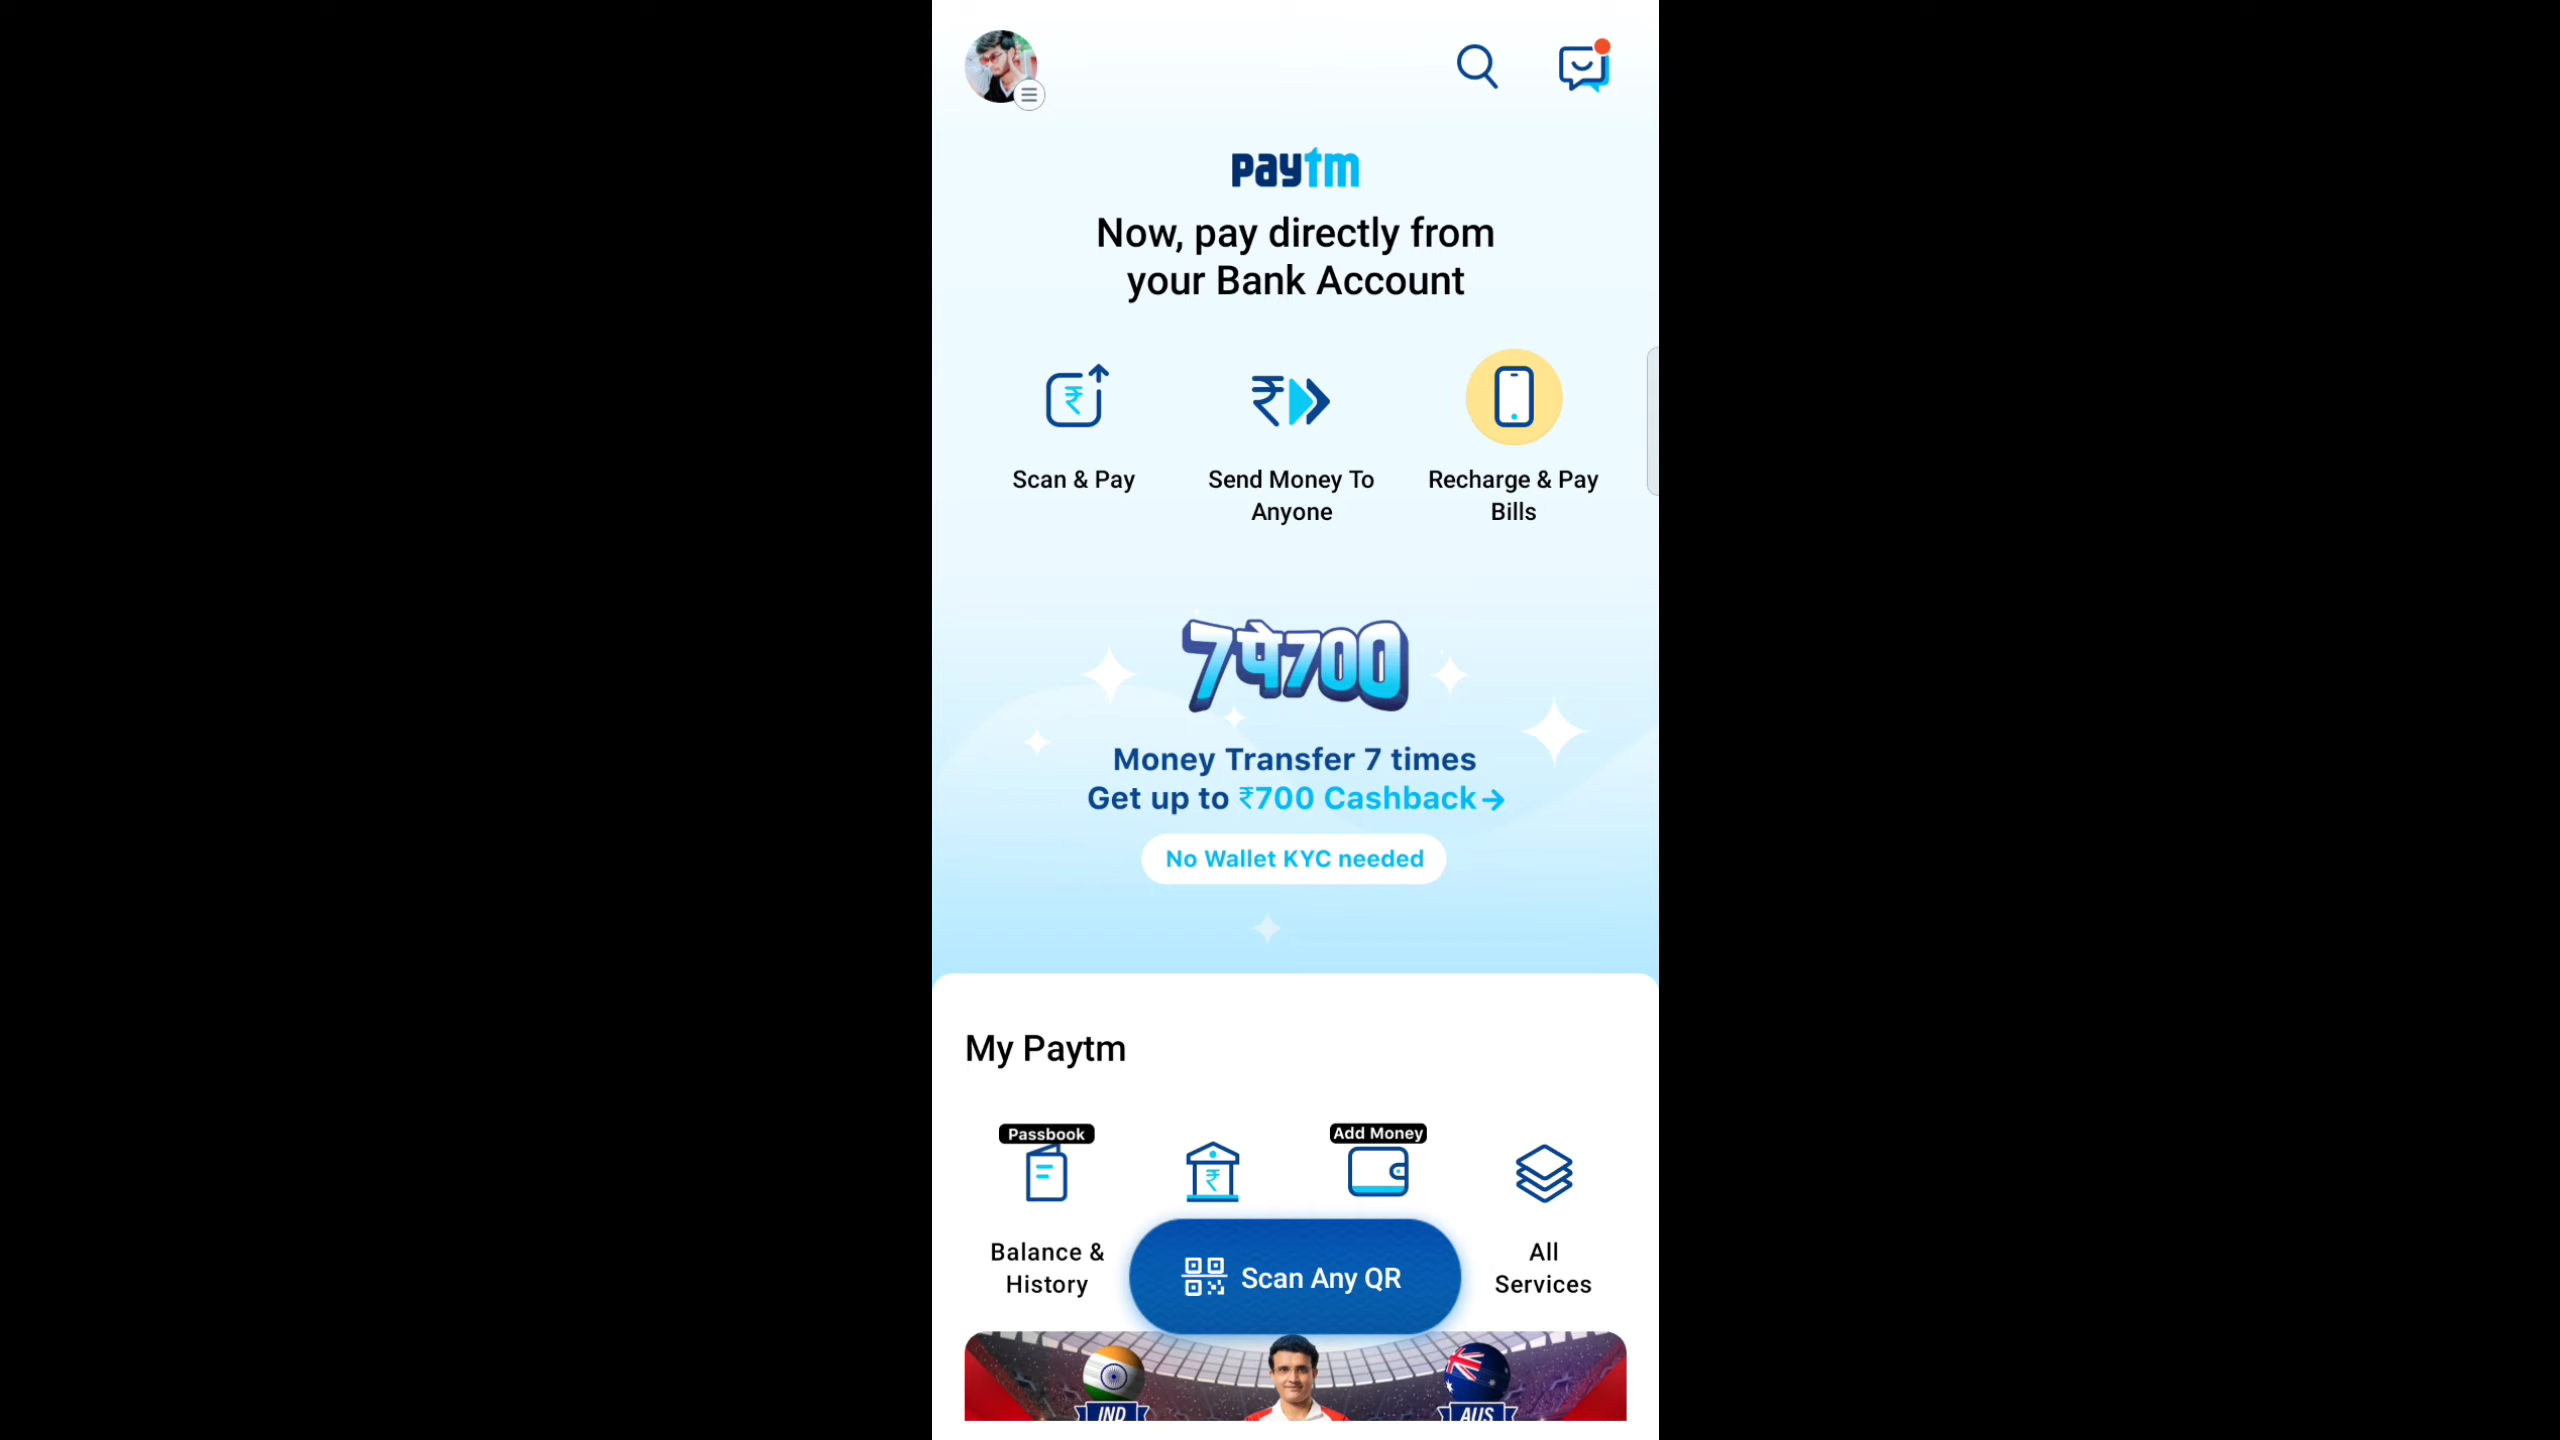 paytm
Now, pay directly from
your Bank Account
Scan & Pay
Send Money To
Anyone
Recharge & Pay
Bills
7पे700
Money Transfer 7 times
Get up to ₹700 Cashback→
No Wallet KYC needed
My Paytm
Passbook
Add Money
Balance &
History
Scan Any QR
All
Services
IND
AUS